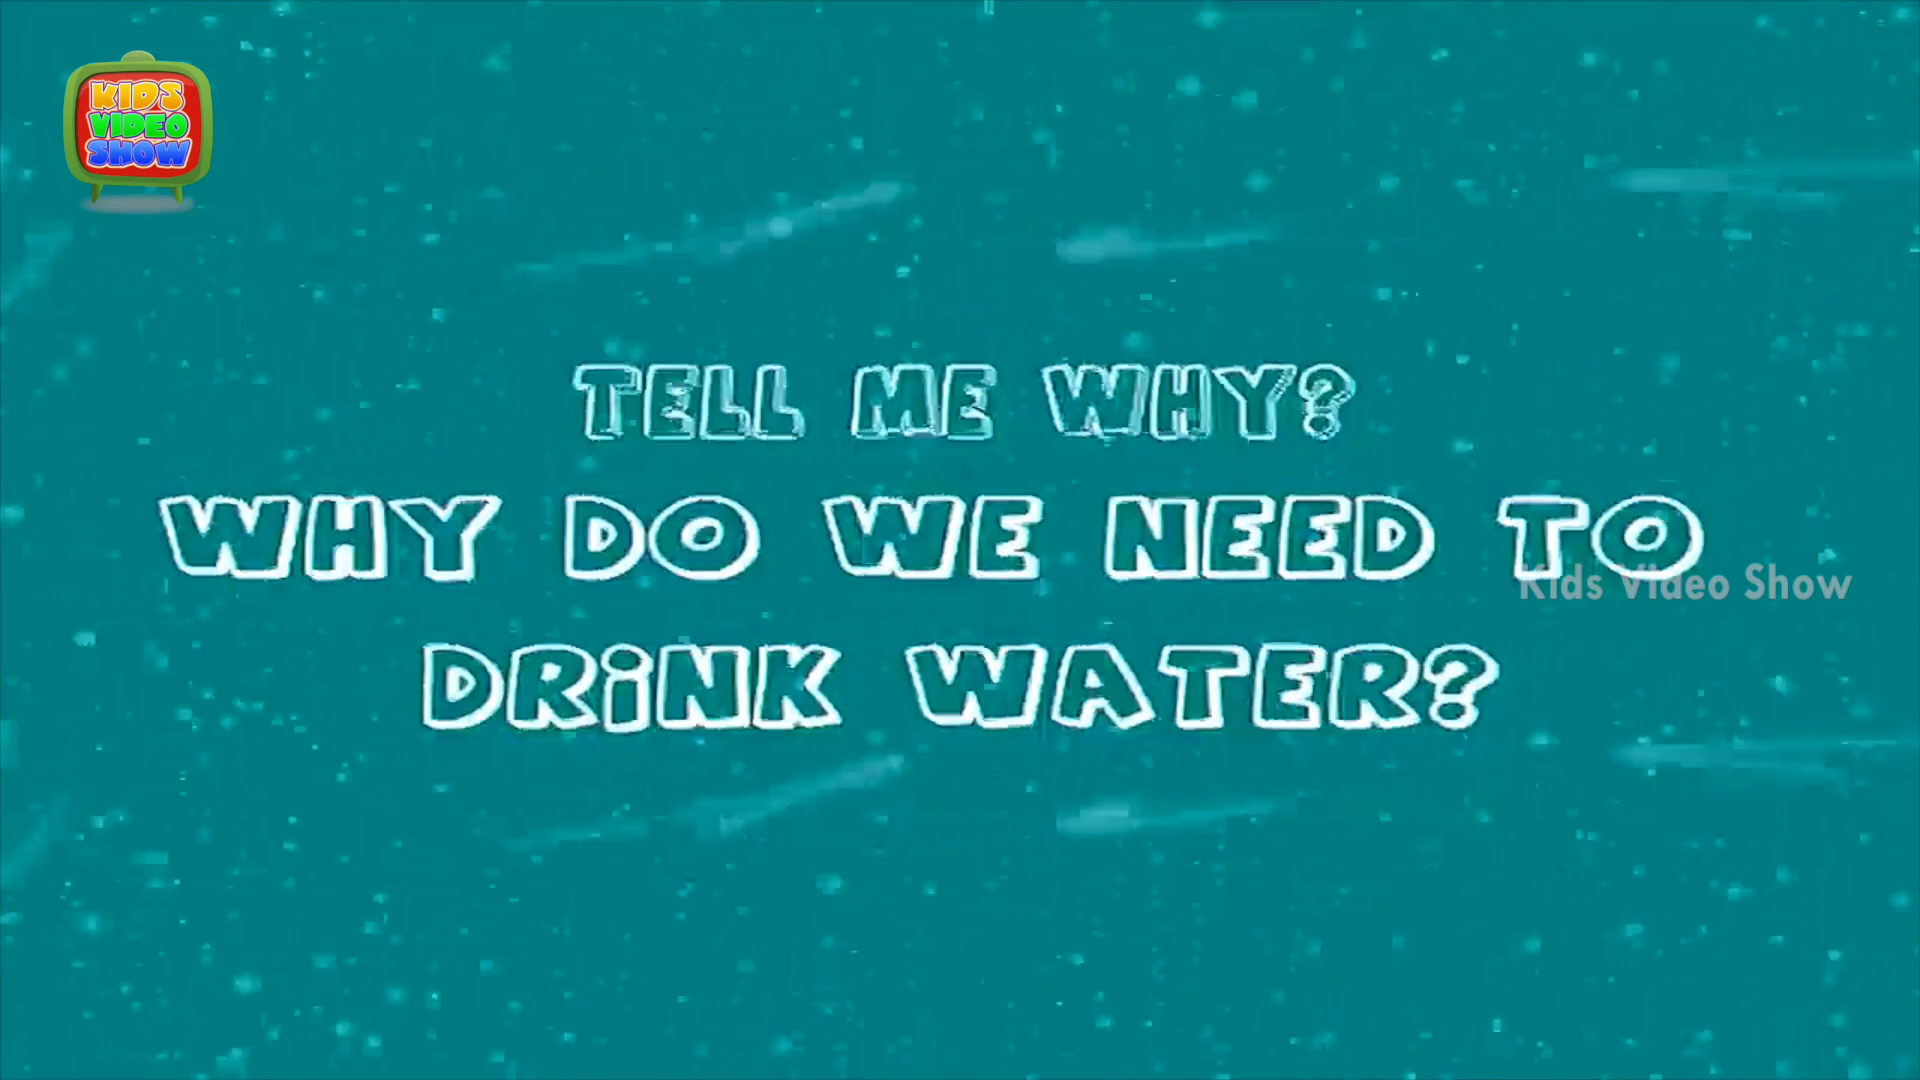 KIDS
VIDEO
SHOW
TELL ME WHY?
WHY DO WE NEED TO
Kids Video Show
DRiNK WATER?